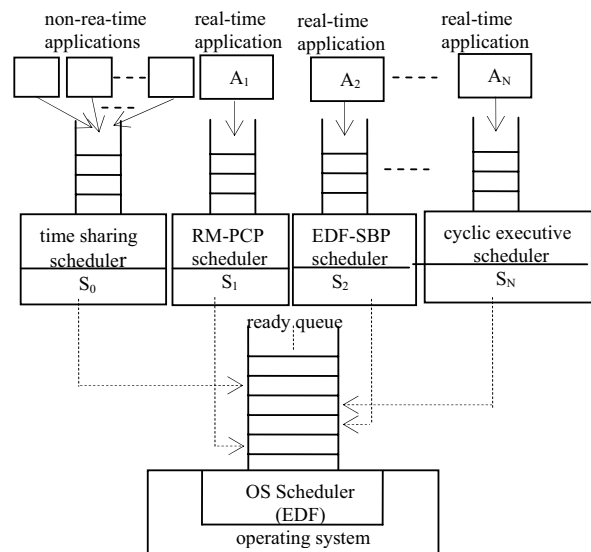 non-rea-time
applications
real-time
application
real-time
application
real-time
application
A1
A2
AN
time sharing
scheduler
S0
RM-PCP
scheduler
S1
EDF-SBP
scheduler
S2
cyclic executive
scheduler
SN
ready queue
OS Scheduler
(EDF)
operating system